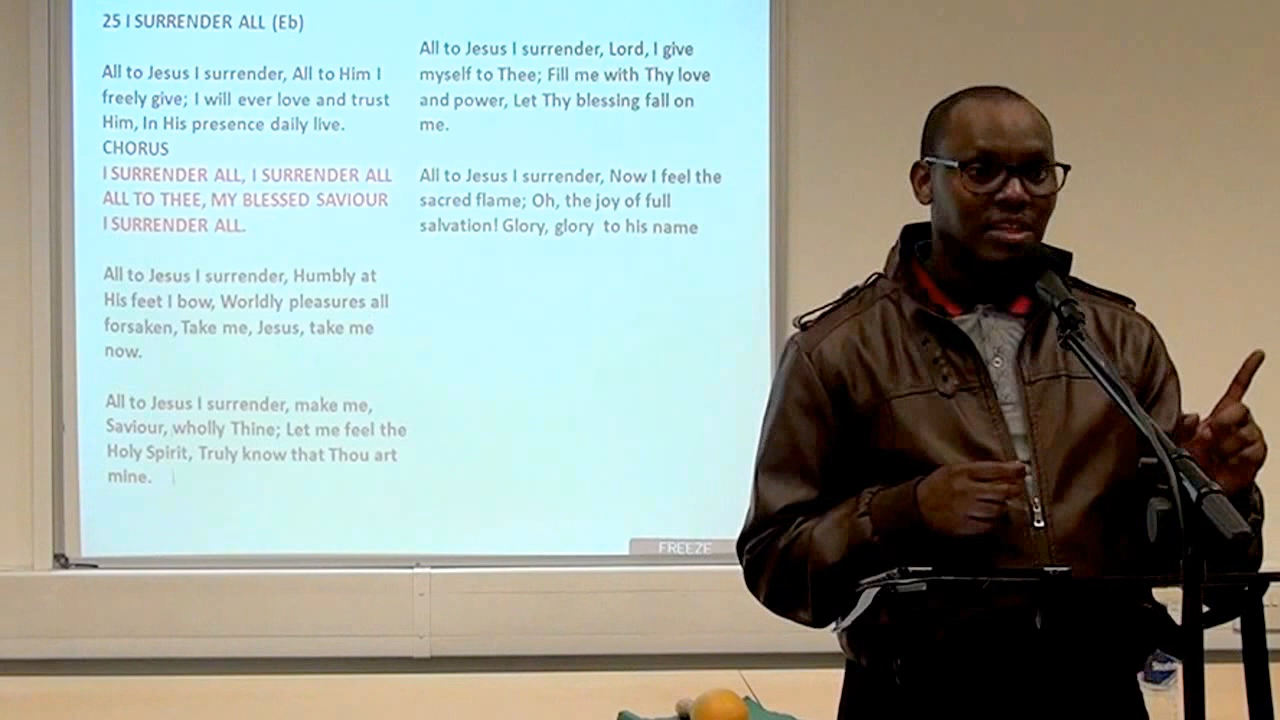 25 I SURRENDER ALL (Eb)
All to Jesus I surrender, All to Him I
freely give; I will ever love and trust
Him, In His presence daily live.
CHORUS
I SURRENDER ALL, I SURRENDER ALL
ALL TO THEE, MY BLESSED SAVIOUR
I SURRENDER ALL.
All to Jesus I surrender, Humbly at
His feet I bow, Worldly pleasures all
forsaken, Take me, Jesus, take me
now.
All to Jesus I surrender, make me,
Saviour, wholly Thine; Let me feel the
Holy Spirit, Truly know that Thou art
mine.
All to Jesus I surrender, Lord, I give
myself to Thee; Fill me with Thy love
and power, Let Thy blessing fall on
me.
All to Jesus I surrender, Now I feel the
sacred flame; Oh, the joy of full
salvation! Glory, glory to his name
FREEZE